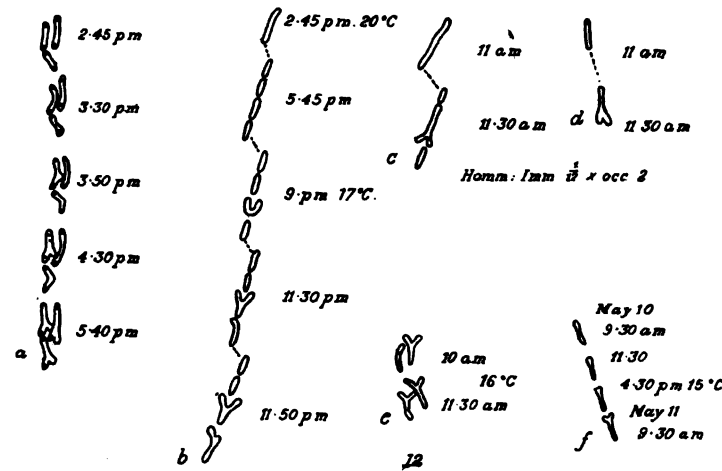 2·45 pm
3·30 pm
3·50 pm
4·30 pm
5·40 pm
a
2·45 pm. 20°C
5·45 pm
9·pm 17°C.
11·30 pm
11·50 pm
b
11 am
11·30 am
c
11 am
11 30 am
d
Homm: Imm 1/12 x occ 2
10 am
16°C
11·30 am
e
May 10
9·30 am
11·30
4·30 pm 15°C
May 11
9·30 am
f
12